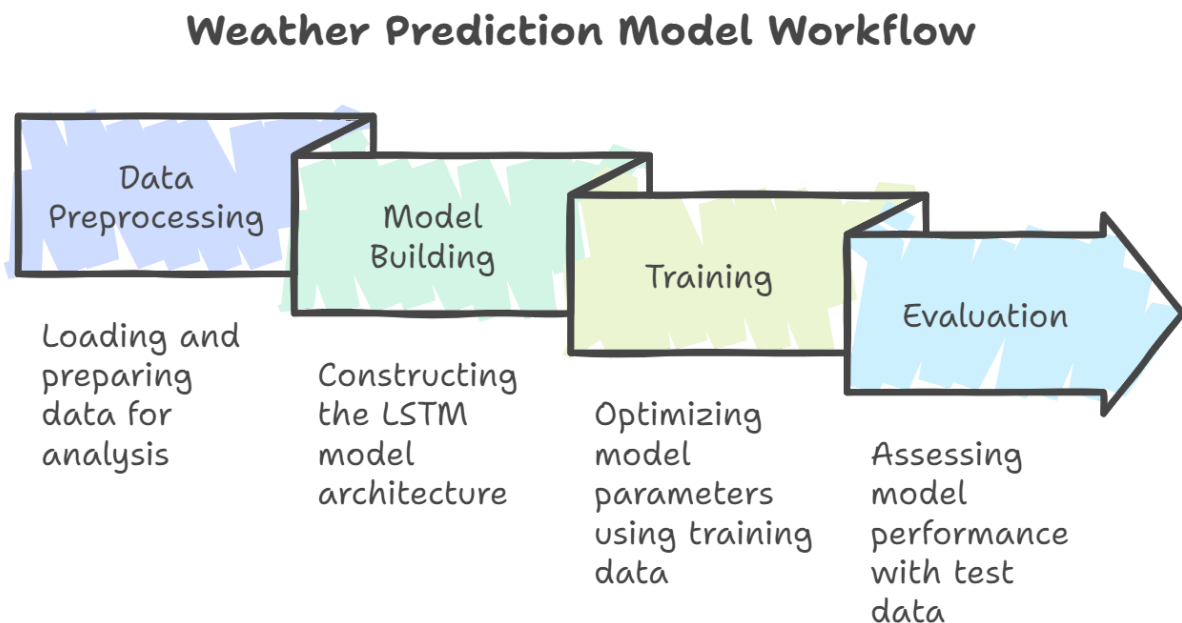 Weather Prediction Model Workflow
Data
Preprocessing
Loading and
preparing
data for
analysis
Model
Building
Constructing
the LSTM
model
architecture
Training
Optimizing
model
parameters
using training
data
Evaluation
Assessing
model
performance
with test
data